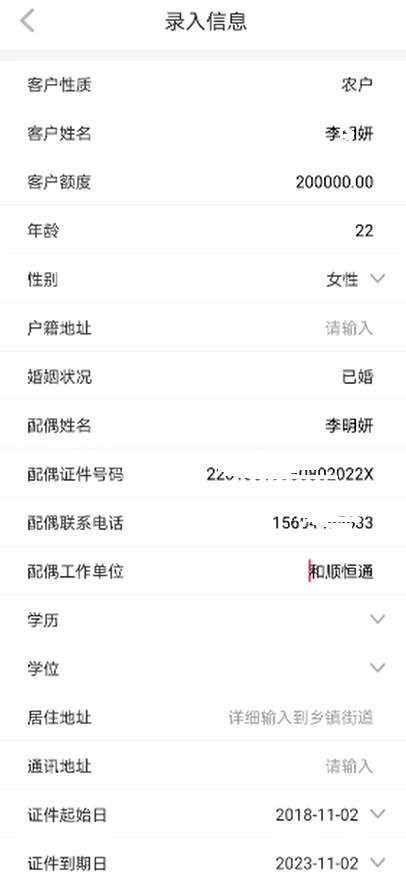 录入信息
客户性质 农户
客户姓名 李 妍
客户额度 200000.00
年龄 22
性别 女性
户籍地址 请输入
婚姻状况 已婚
配偶姓名 李明妍
配偶证件号码
配偶联系电话
配偶工作单位 和顺恒通
学历
学位
居住地址 详细输入到乡镇街道
通讯地址 请输入
证件起始日 2018-11-02
证件到期日 2023-11-02